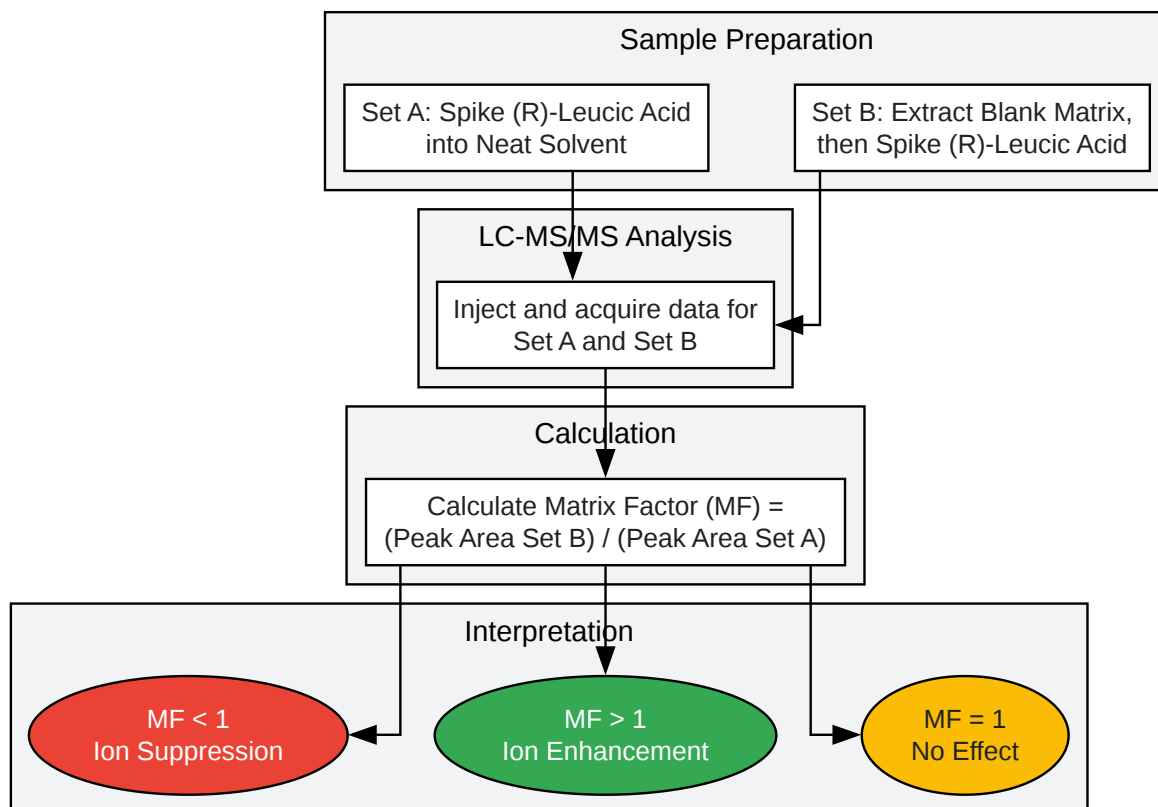 Sample Preparation
Set A: Spike (R)-Leucic Acid
into Neat Solvent
Set B: Extract Blank Matrix,
then Spike (R)-Leucic Acid
LC-MS/MS Analysis
Inject and acquire data for
Set A and Set B
Calculation
Calculate Matrix Factor (MF) =
(Peak Area Set B) / (Peak Area Set A)
Interpretation
MF < 1
Ion Suppression
MF > 1
Ion Enhancement
MF = 1
No Effect